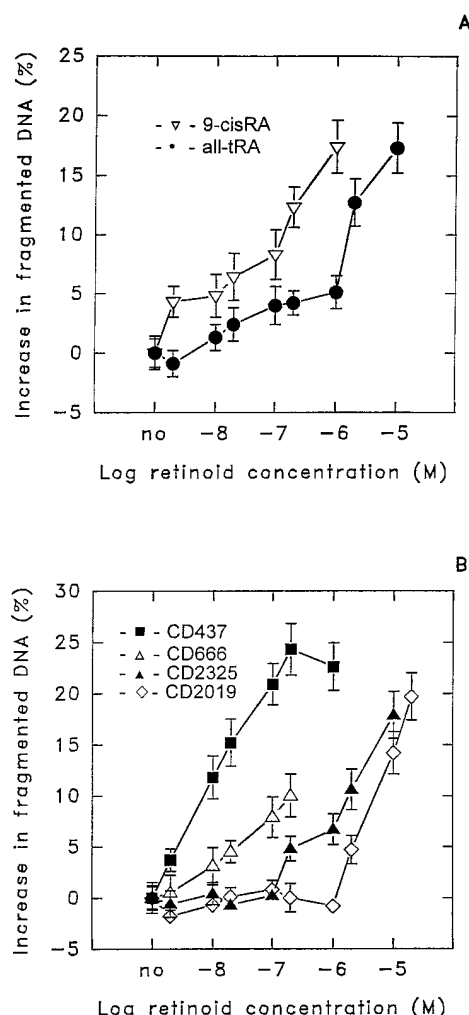 A
Increase in fragmented DNA (%)
25
20
15
10
5
0
−5
9-cisRA
all-tRA
no −8 −7 −6 −5
Log retinoid concentration (M)
B
Increase in fragmented DNA (%)
30
25
20
15
10
5
0
−5
CD437
CD666
CD2325
CD2019
no −8 −7 −6 −5
Log retinoid concentration (M)